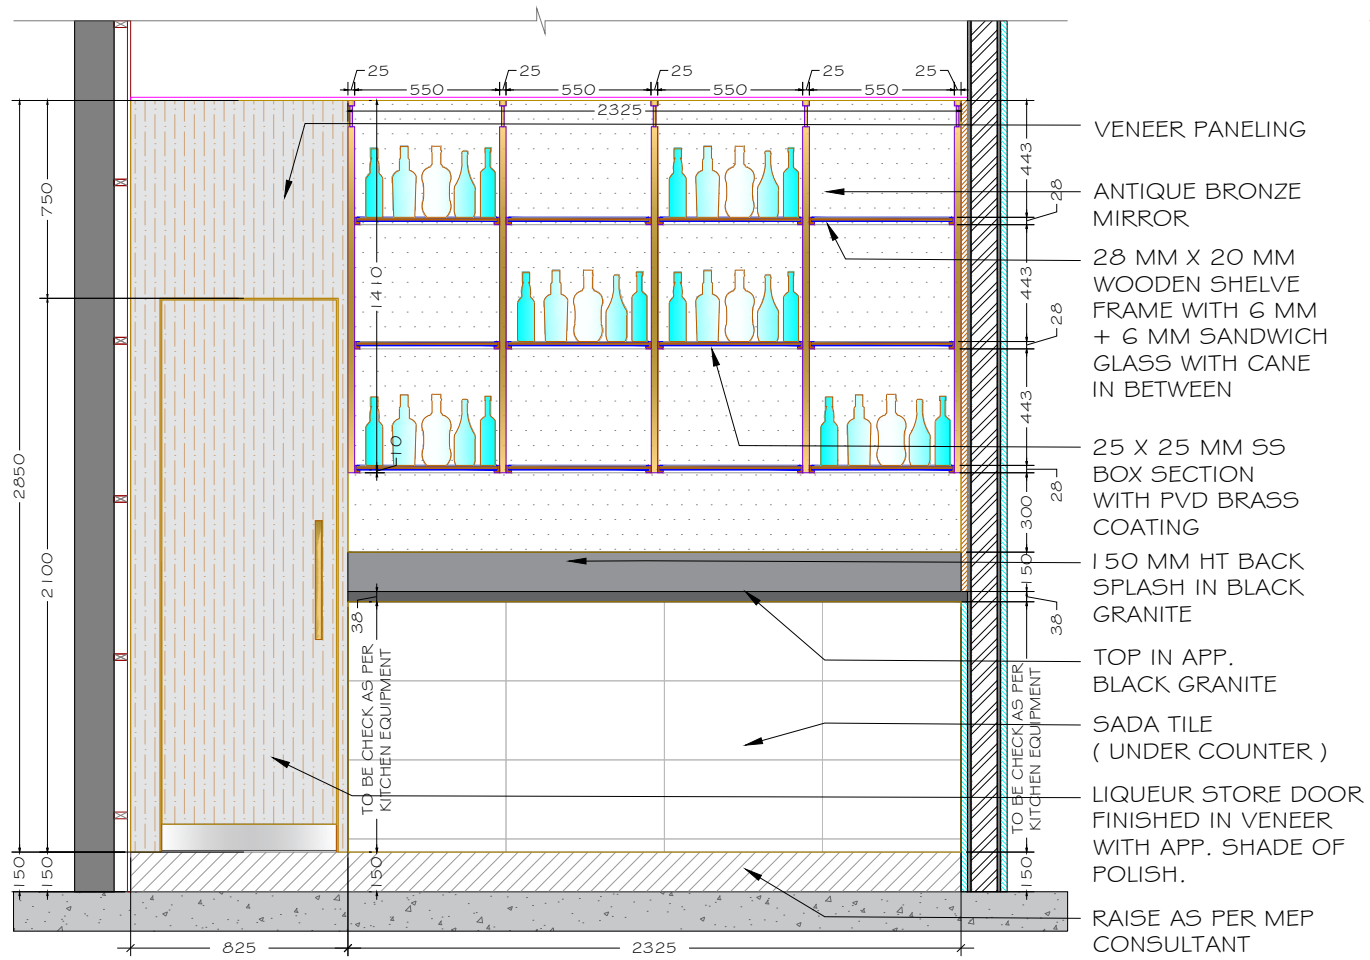 25
25
25
25
25
550
550
550
550
2325
VENEER PANELING
443
28
ANTIQUE BRONZE
MIRROR
750
28 MM X 20 MM
WOODEN SHELVE
FRAME WITH 6 MM
+ 6 MM SANDWICH
GLASS WITH CANE
IN BETWEEN
1410
443
28
25 X 25 MM SS
BOX SECTION
WITH PVD BRASS
COATING
443
10
28
2850
300
2100
150 MM HT BACK
SPLASH IN BLACK
GRANITE
150
38
38
TOP IN APP.
BLACK GRANITE
TO BE CHECK AS PER
KITCHEN EQUIPMENT
TO BE CHECK AS PER
KITCHEN EQUIPMENT
SADA TILE
( UNDER COUNTER )
LIQUEUR STORE DOOR
FINISHED IN VENEER
WITH APP. SHADE OF
POLISH.
150
150
150
150
RAISE AS PER MEP
CONSULTANT
825
2325